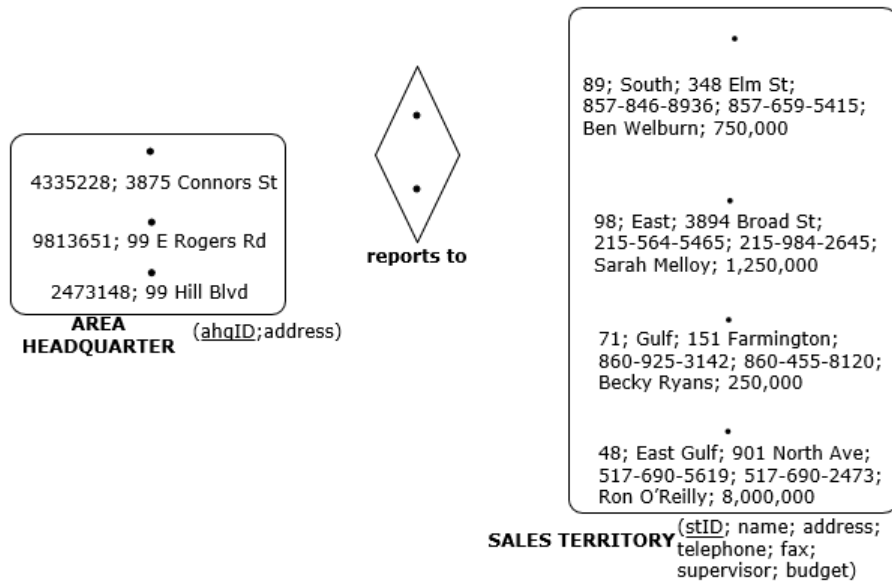 4335228; 3875 Connors St
9813651; 99 E Rogers Rd
2473148; 99 Hill Blvd
AREA
HEADQUARTER
(ahqID;address)
reports to
89; South; 348 Elm St;
857-846-8936; 857-659-5415;
Ben Welburn; 750,000
98; East; 3894 Broad St;
215-564-5465; 215-984-2645;
Sarah Melloy; 1,250,000
71; Gulf; 151 Farmington;
860-925-3142; 860-455-8120;
Becky Ryans; 250,000
48; East Gulf; 901 North Ave;
517-690-5619; 517-690-2473;
Ron O'Reilly; 8,000,000
SALES TERRITORY
(stID; name; address;
telephone; fax;
supervisor; budget)